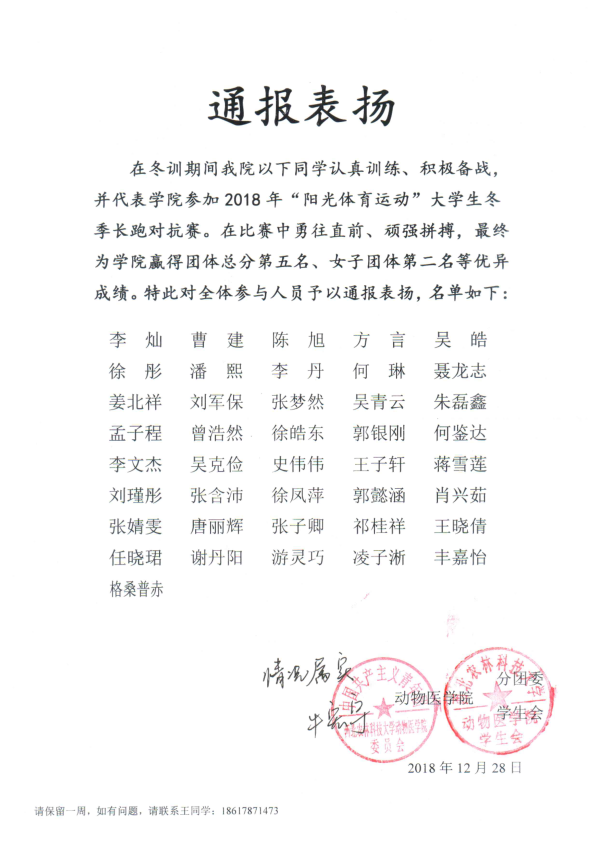 通报表扬
在冬训期间我院以下同学认真训练、积极备战，
并代表学院参加 2018 年“阳光体育运动”大学生冬
季长跑对抗赛。在比赛中勇往直前、顽强拼搏，最终
为学院赢得团体总分第五名、女子团体第二名等优异
成绩。特此对全体参与人员予以通报表扬，名单如下：
李 灿 曹 建 陈 旭 方 言 吴 皓
徐 彤 潘 熙 李 丹 何 琳 聂龙志
姜北祥 刘军保 张梦然 吴青云 朱磊鑫
孟子程 曾浩然 徐皓东 郭银刚 何鉴达
李文杰 吴克俭 史伟伟 王子轩 蒋雪莲
刘瑾彤 张含沛 徐凤萍 郭懿涵 肖兴茹
张婧雯 唐丽辉 张子卿 祁桂祥 王晓倩
任晓珺 谢丹阳 游灵巧 凌子淅 丰嘉怡
格桑普赤
情况属实
分团委
动物医学院
学生会
动物医学院
学生会
委员会
2018 年 12 月 28 日
请保留一周，如有问题，请联系王同学：18617871473